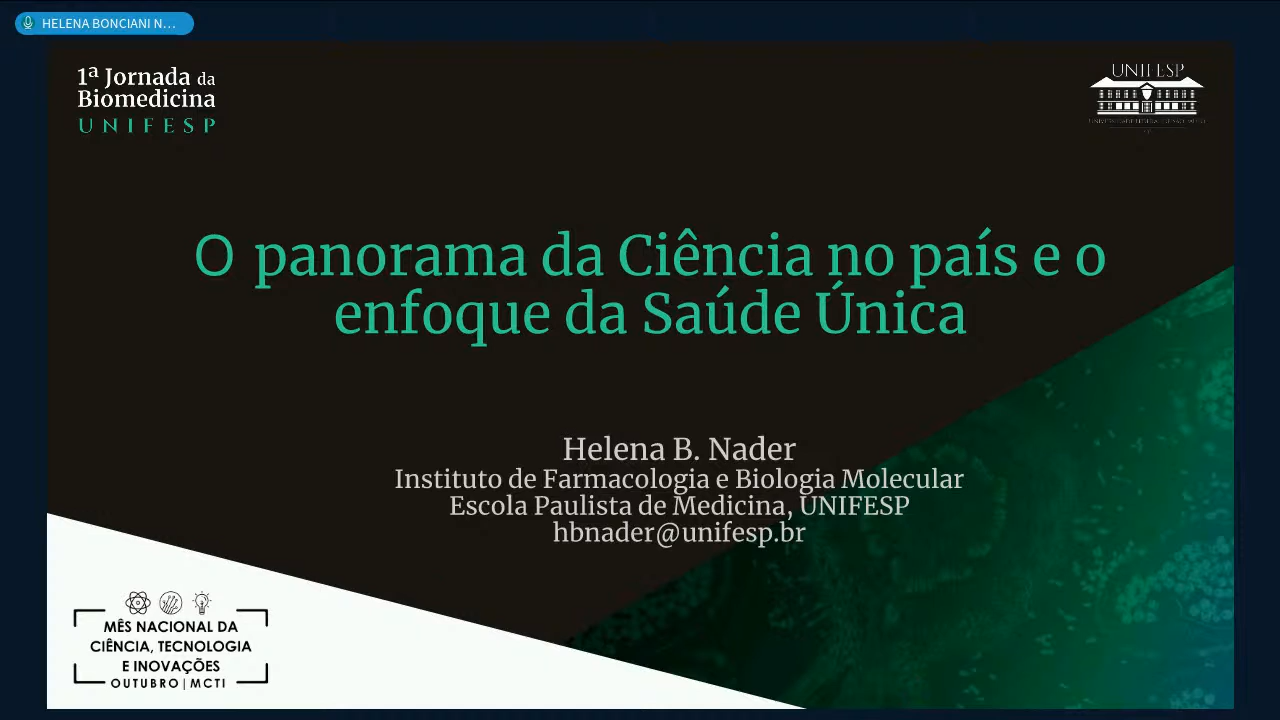 HELENA BONCIANI N...
1ª Jornada da
Biomedicina
UNIFESP
UNIFESP
O panorama da Ciência no país e o
enfoque da Saúde Única
Helena B. Nader
Instituto de Farmacologia e Biologia Molecular
Escola Paulista de Medicina, UNIFESP
hbnader@unifesp.br
MÊS NACIONAL DA
CIÊNCIA, TECNOLOGIA
E INOVAÇÕES
OUTUBRO | MCTI